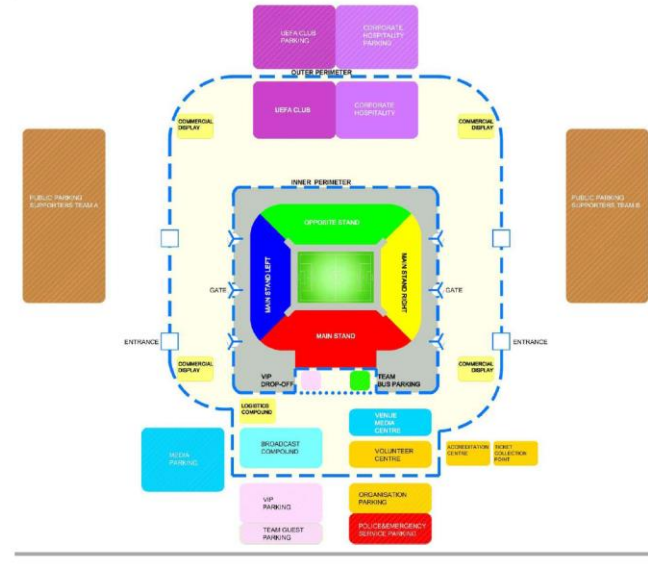 UEFA CLUB
PARKING
CORPORATE
HOSPITALITY
PARKING
OUTER PERIMETER
UEFA CLUB
CORPORATE
HOSPITALITY
COMMERCIAL
DISPLAY
COMMERCIAL
DISPLAY
PUBLIC PARKING
SUPPORTERS TEAM A
PUBLIC PARKING
SUPPORTERS TEAM B
INNER PERIMETER
OPPOSITE STAND
MAIN STAND LEFT
MAIN STAND RIGHT
GATE
GATE
MAIN STAND
ENTRANCE
ENTRANCE
COMMERCIAL
DISPLAY
VIP
DROP-OFF
TEAM
BUS PARKING
COMMERCIAL
DISPLAY
LOGISTICS
COMPOUND
VENUE
MEDIA
CENTRE
MEDIA
PARKING
BROADCAST
COMPOUND
VOLUNTEER
CENTRE
ACCREDITATION
CENTRE
TICKET
COLLECTION
POINT
VIP
PARKING
ORGANISATION
PARKING
TEAM GUEST
PARKING
POLICE&EMERGENCY
SERVICE PARKING